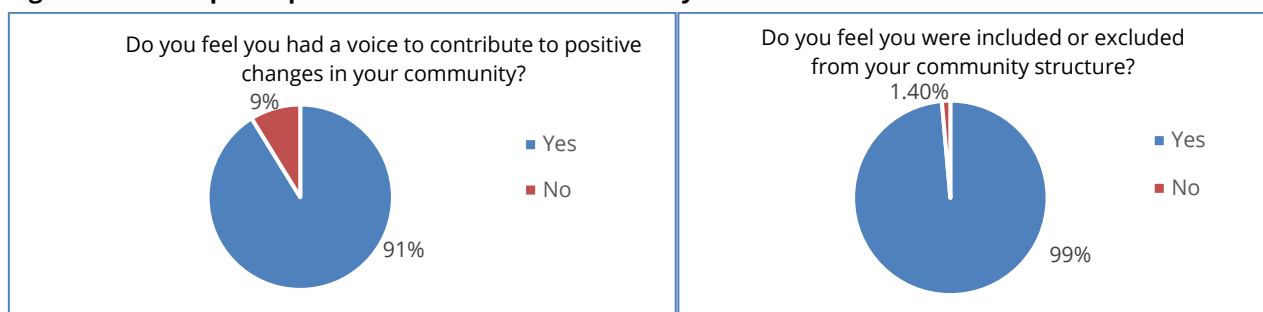 Do you feel you had a voice to contribute to positive
changes in your community?
9%
Yes
No
91%
Do you feel you were included or excluded
from your community structure?
1.40%
Yes
No
99%